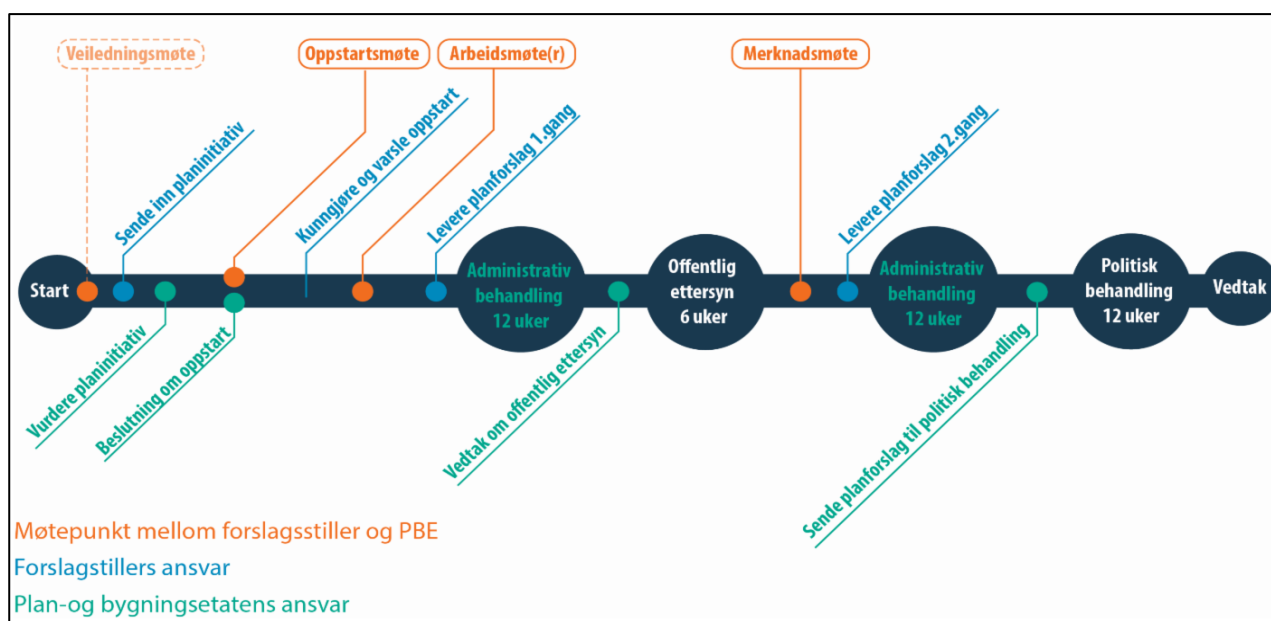 Veiledningsmøte
Oppstartsmøte
Arbeidsmøte(r)
Merknadsmøte
Sende inn planinitiativ
Kunngjøre og varsle oppstart
Levere planforslag 1.gang
Levere planforslag 2.gang
Start
Administrativ
behandling
12 uker
Offentlig
ettersyn
6 uker
Administrativ
behandling
12 uker
Politisk
behandling
12 uker
Vedtak
Vurdere planinitiativ
Beslutning om oppstart
Vedtak om offentlig ettersyn
Sende planforslag til politisk behandling
Møtepunkt mellom forslagsstiller og PBE
Forslagstillers ansvar
Plan-og bygningsetatens ansvar